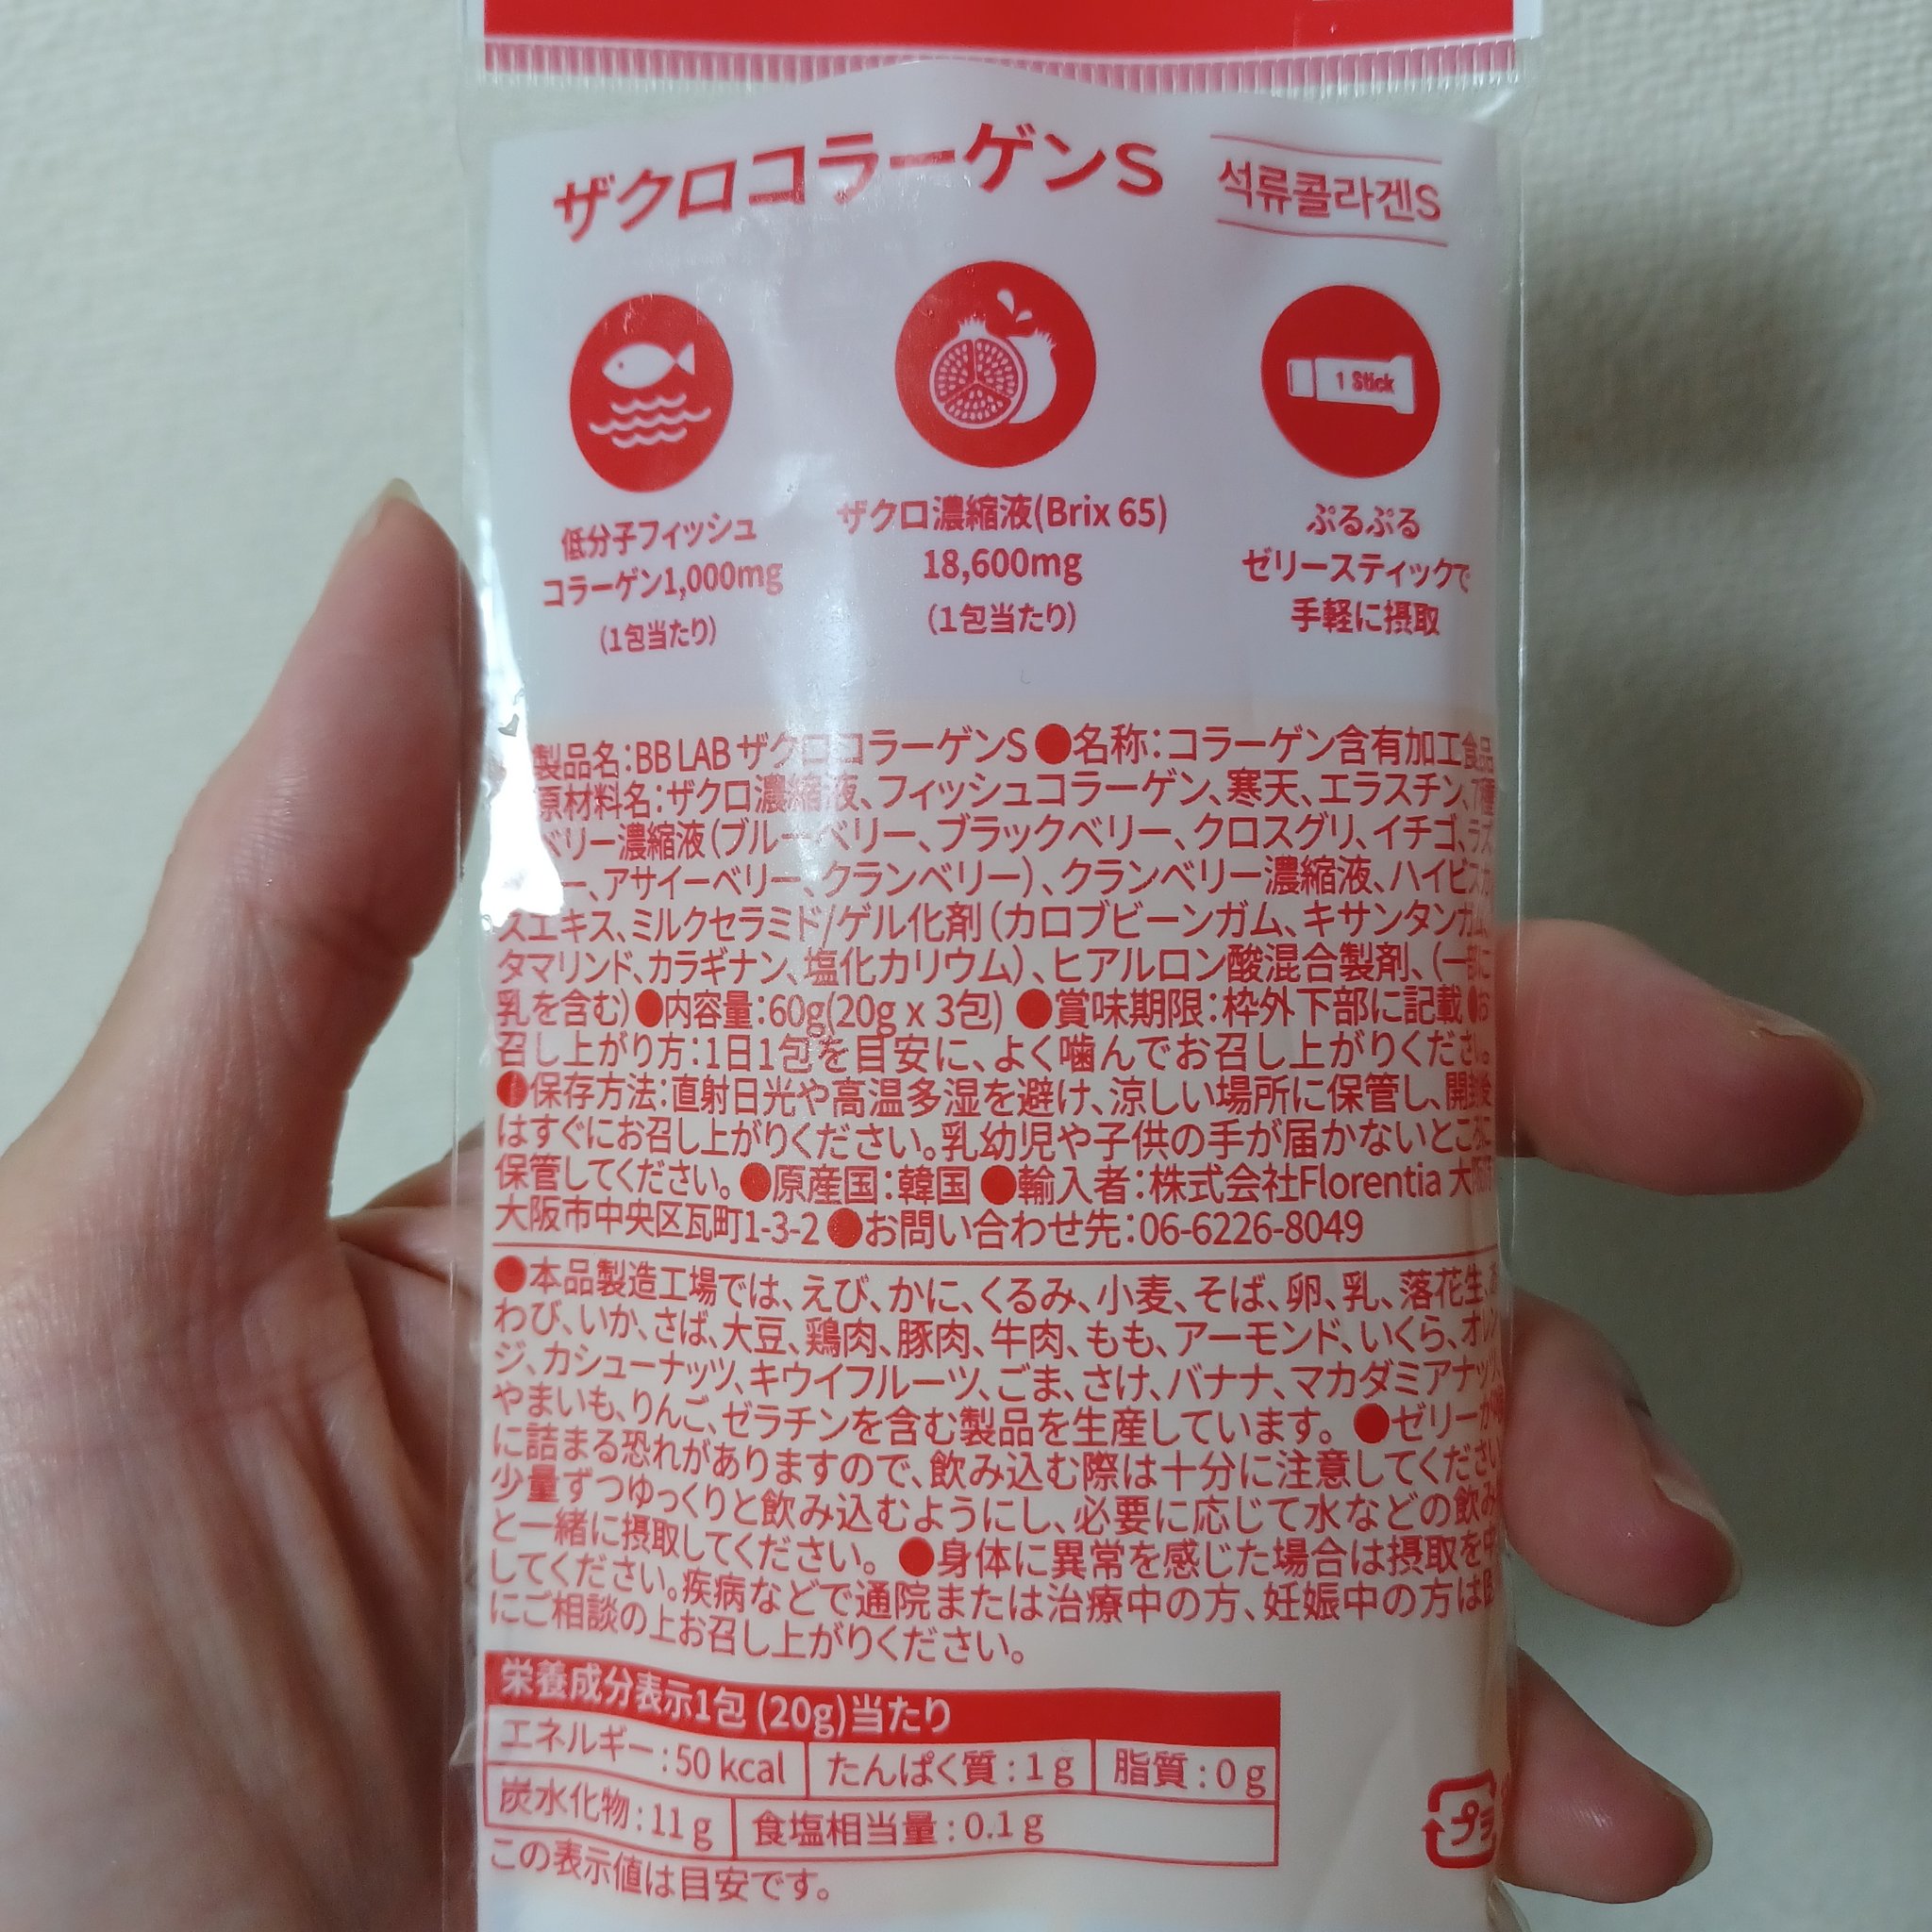 ザクロコラーゲンS
석류콜라겐S
1 Stick
低分子フィッシュ
コラーゲン1,000mg
(1包当たり)
ザクロ濃縮液(Brix 65)
18,600mg
(1包当たり)
ぷるぷる
ゼリースティックで
手軽に摂取
製品名:BB LAB ザクロコラーゲンS ●名称:コラーゲン含有加工食品
原材料名:ザクロ濃縮液、フィッシュコラーゲン、寒天、エラスチン、7種
ベリー濃縮液(ブルーベリー、ブラックベリー、クロスグリ、イチゴ、ラズ
ー、アサイーベリー、クランベリー)、クランベリー濃縮液、ハイビスカ
スエキス、ミルクセラミド/ゲル化剤(カロブビーンガム、キサンタンガム、
タマリンド、カラギナン、塩化カリウム)、ヒアルロン酸混合製剤、(一部に
乳を含む)●内容量:60g(20g x 3包) ●賞味期限:枠外下部に記載 ●お
召し上がり方:1日1包を目安に、よく噛んでお召し上がりください。
●保存方法:直射日光や高温多湿を避け、涼しい場所に保管し、開封後
はすぐにお召し上がりください。乳幼児や子供の手が届かないところに
保管してください。●原産国:韓国 ●輸入者:株式会社Florentia 大阪府
大阪市中央区瓦町1-3-2 ●お問い合わせ先:06-6226-8049
●本品製造工場では、えび、かに、くるみ、小麦、そば、卵、乳、落花生、あ
わび、いか、さば、大豆、鶏肉、豚肉、牛肉、もも、アーモンド、いくら、オレン
ジ、カシューナッツ、キウイフルーツ、ごま、さけ、バナナ、マカダミアナッツ、
やまいも、りんご、ゼラチンを含む製品を生産しています。 ●ゼリーが喉
に詰まる恐れがありますので、飲み込む際は十分に注意してください
少量ずつゆっくりと飲み込むようにし、必要に応じて水などの飲み
と一緒に摂取してください。 ●身体に異常を感じた場合は摂取を中
してください。疾病などで通院または治療中の方、妊娠中の方は医
にご相談の上お召し上がりください。
栄養成分表示1包 (20g)当たり
エネルギー:50 kcal たんぱく質:1g 脂質:0g
炭水化物:11g 食塩相当量:0.1g
この表示値は目安です。
プラ